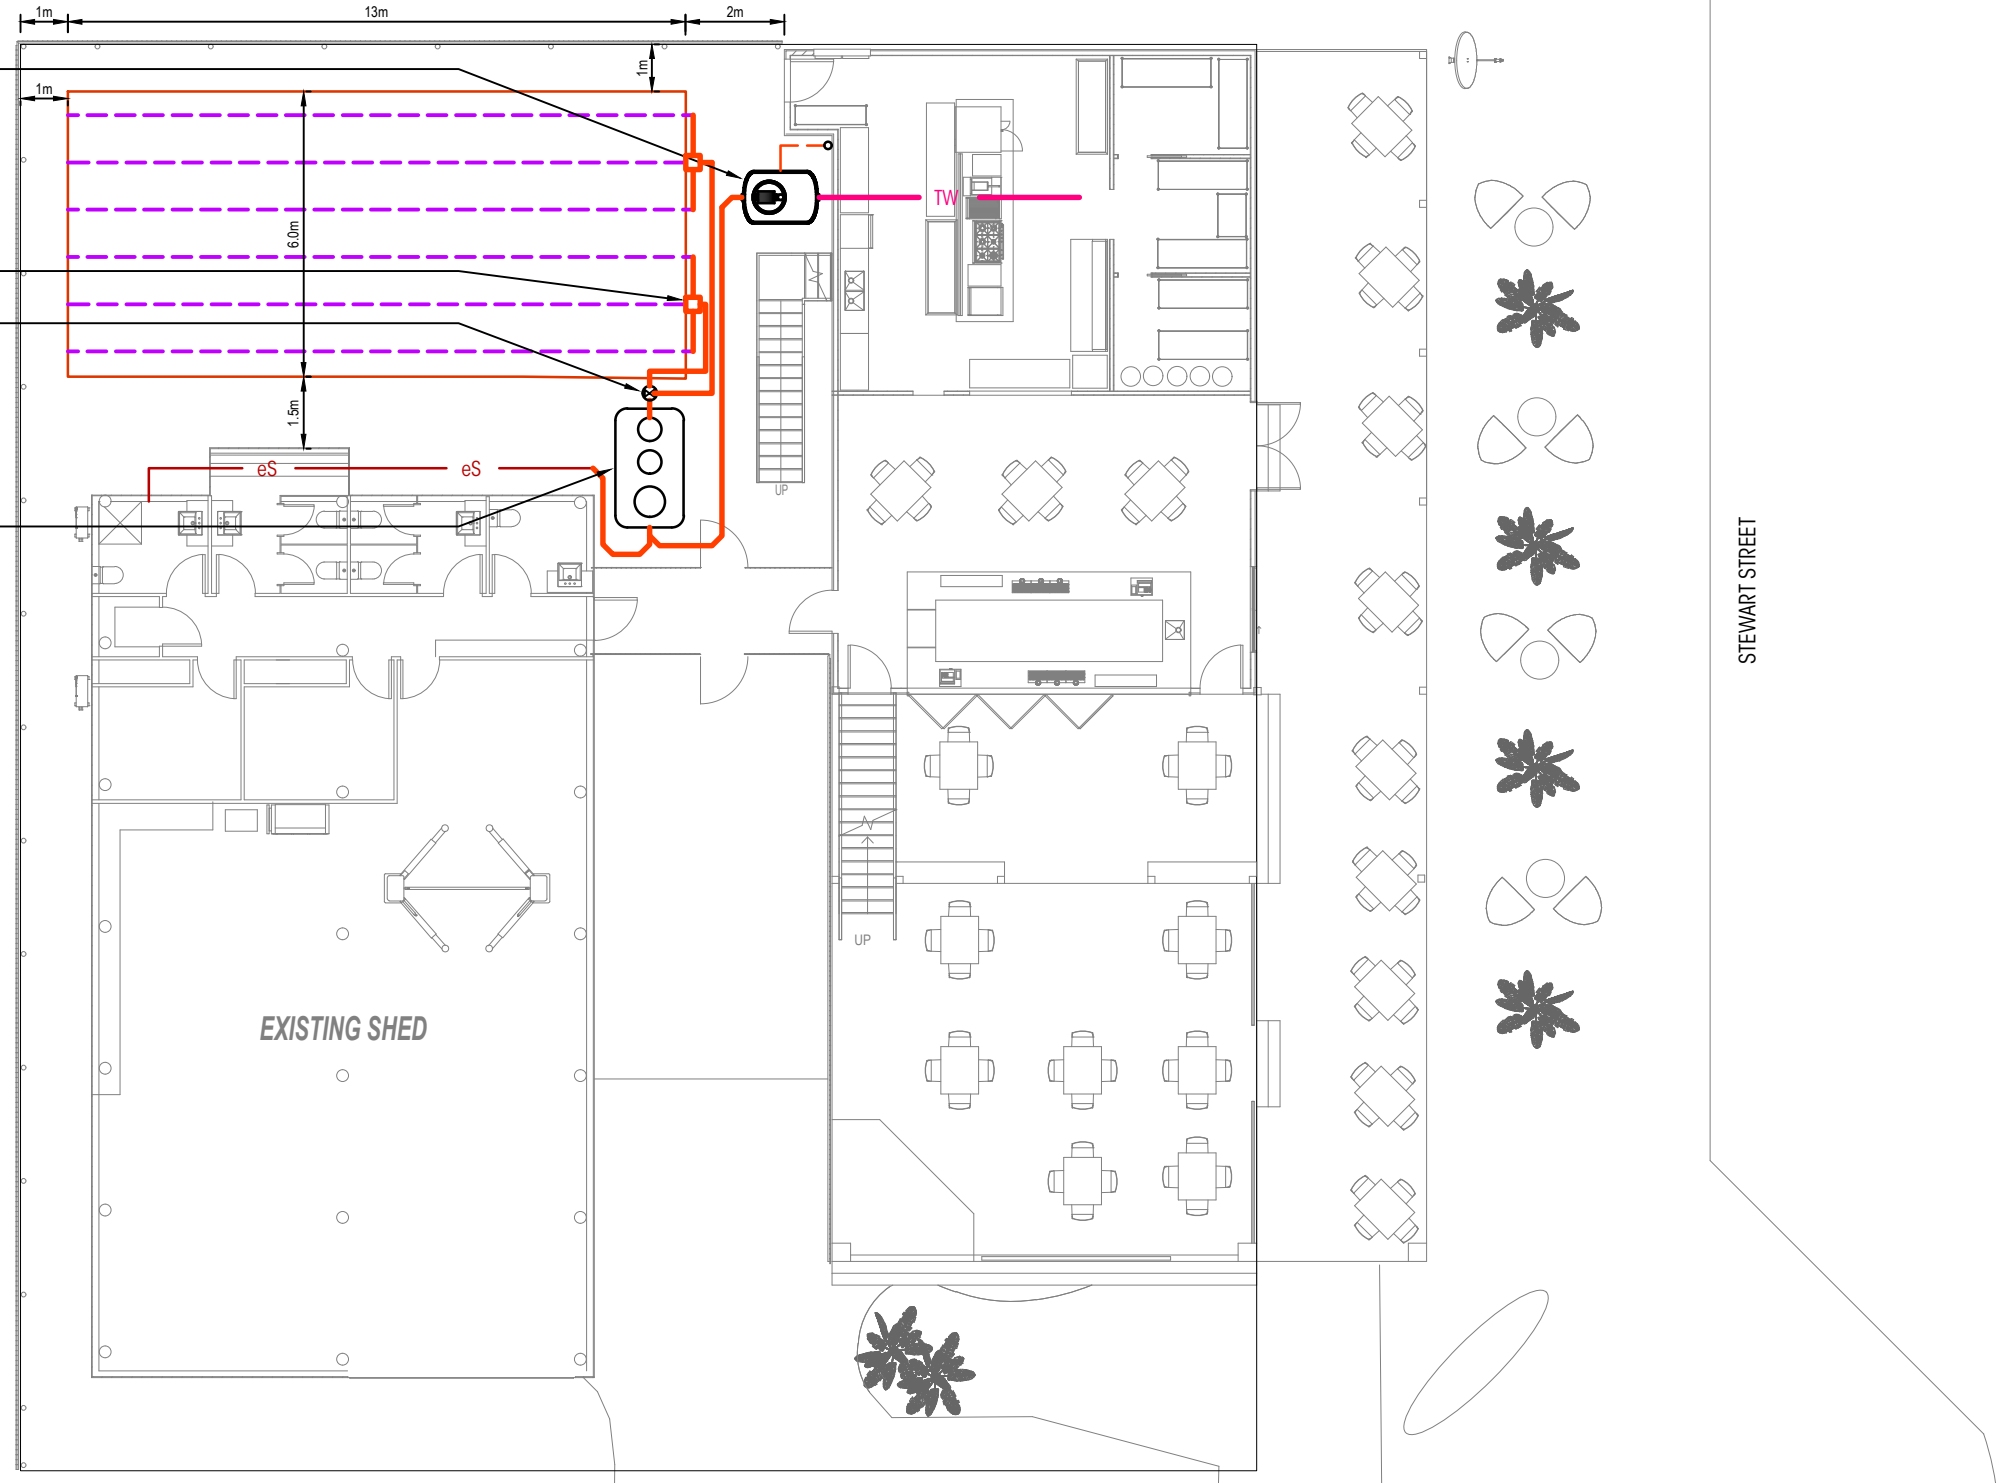 1m
13m
2m
1m
1m
6.0m
TW
1.5m
eS
eS
UP
STEWART STREET
UP
EXISTING SHED